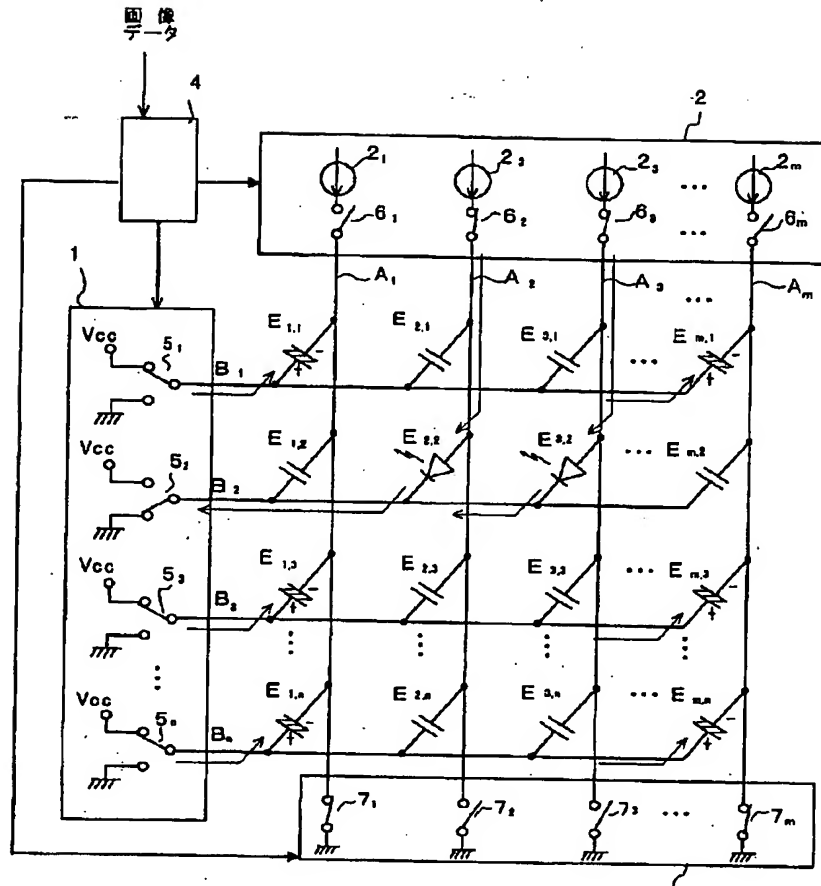 画像
データ
4
2
2₁ 2₃ 2₃ ... 2m
6₁ 6₂ 6₃ ... 6m
1
A₁ A₂ A₃ ... Am
Vcc 5₁ B₁ E₁,₁ - + E₂,₁ E₃,₁ ... Em,₁ - +
Vcc 5₂ B₂ E₁,₂ E₂,₂ E₃,₂ ... Em,₂
Vcc 5₃ B₃ E₁,₃ - + E₂,₃ E₃,₃ ... Em,₃ - +
Vcc 5n Bn E₁,n - + E₂,n E₃,n ... Em,n - +
7₁ 7₂ 7₃ ... 7m